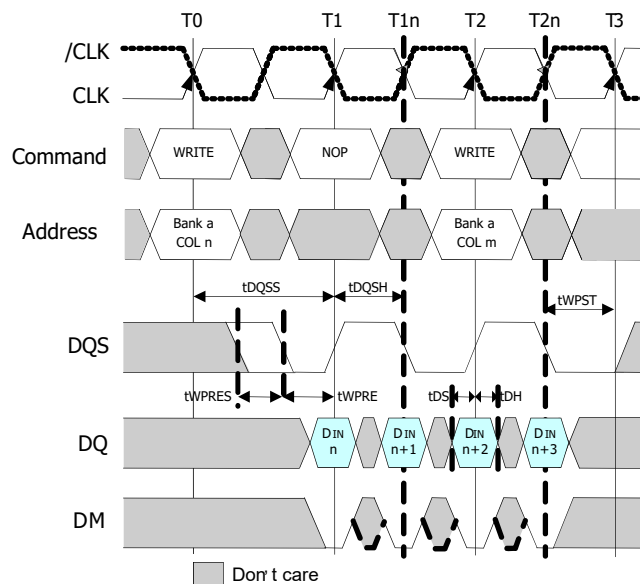 T0 T1 T1n T2 T2n T3
/CLK
CLK
Command WRITE NOP WRITE
Address Bank a COL n Bank a COL m
tDQSS tDQSH tWPST
DQS
tWPRES tWPRE tDS tDH
DQ DIN n DIN n+1 DIN n+2 DIN n+3
DM
Don't care